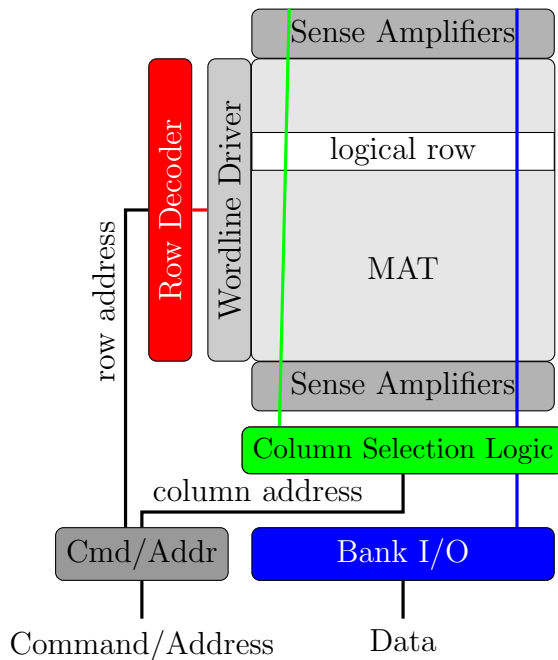 Sense Amplifiers
Row Decoder
Wordline Driver
logical row
MAT
row address
Sense Amplifiers
Column Selection Logic
column address
Cmd/Addr
Bank I/O
Command/Address
Data